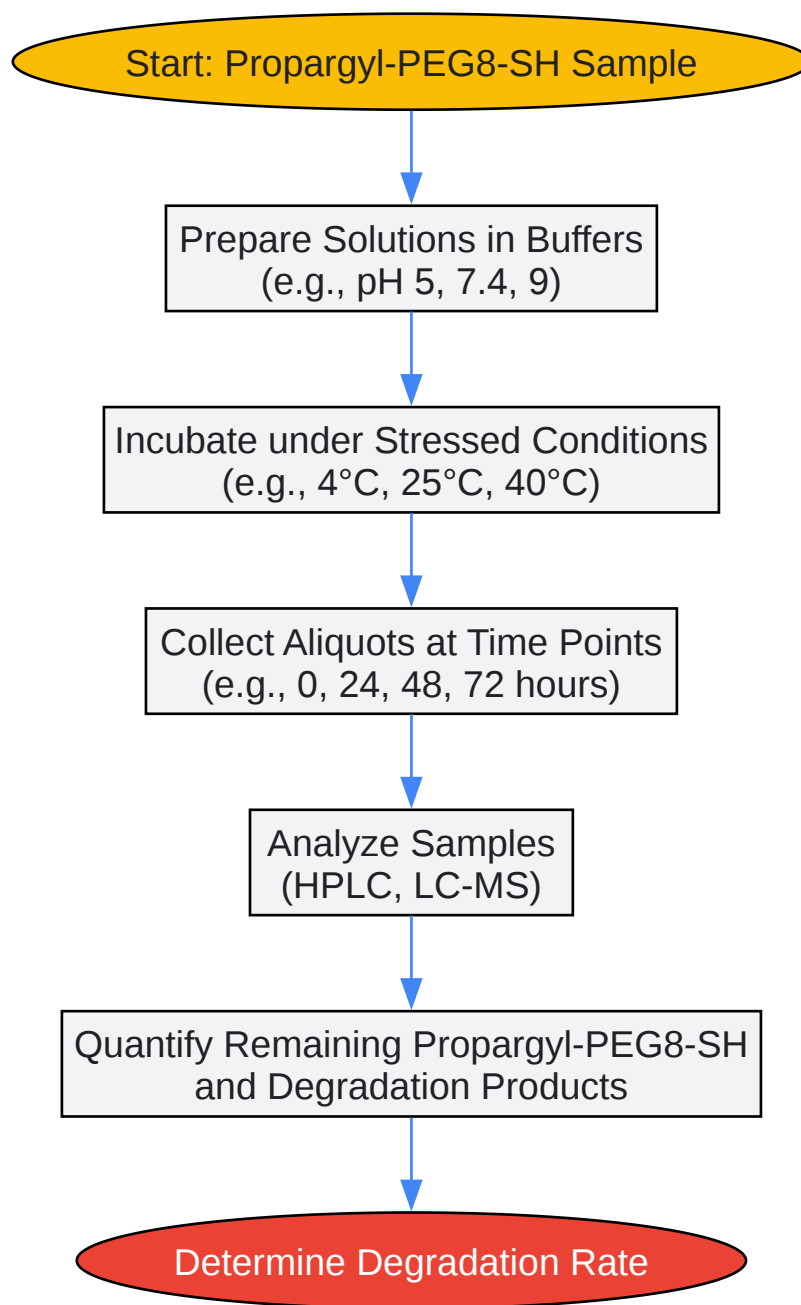 Start: Propargyl-PEG8-SH Sample
Prepare Solutions in Buffers
(e.g., pH 5, 7.4, 9)
Incubate under Stressed Conditions
(e.g., 4°C, 25°C, 40°C)
Collect Aliquots at Time Points
(e.g., 0, 24, 48, 72 hours)
Analyze Samples
(HPLC, LC-MS)
Quantify Remaining Propargyl-PEG8-SH
and Degradation Products
Determine Degradation Rate